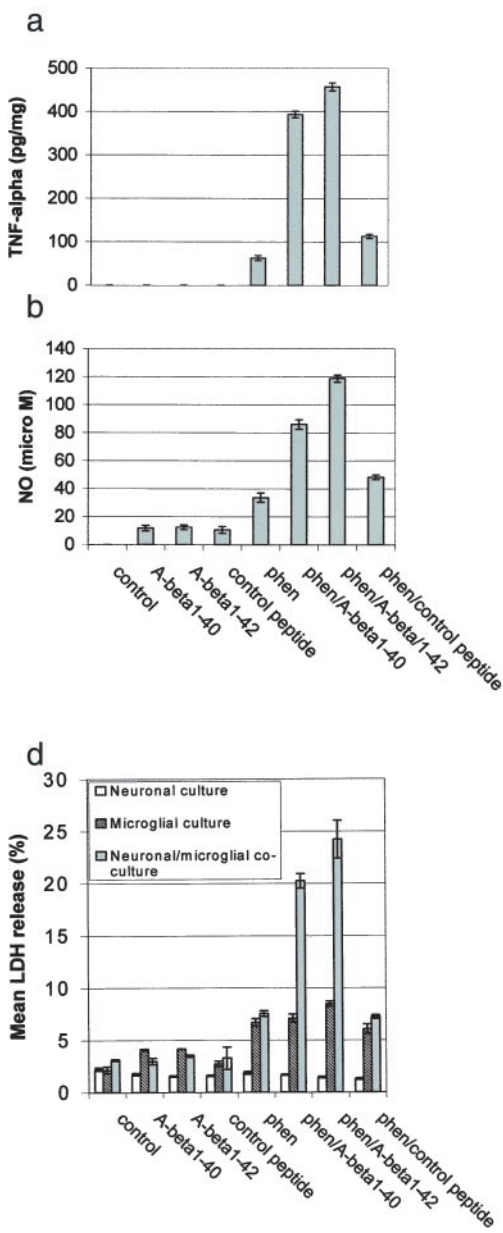 a
TNF-alpha (pg/mg)
500
400
300
200
100
0
b
NO (micro M)
140
120
100
80
60
40
20
0
control
A-beta1-40
A-beta1-42
control peptide
phen
phen/A-beta1-40
phen/A-beta/1-42
phen/control peptide
d
Mean LDH release (%)
30
25
20
15
10
5
0
Neuronal culture
Microglial culture
Neuronal/microglial co-
culture
control
A-beta1-40
A-beta1-42
control peptide
phen
phen/A-beta1-40
phen/A-beta1-42
phen/control peptide